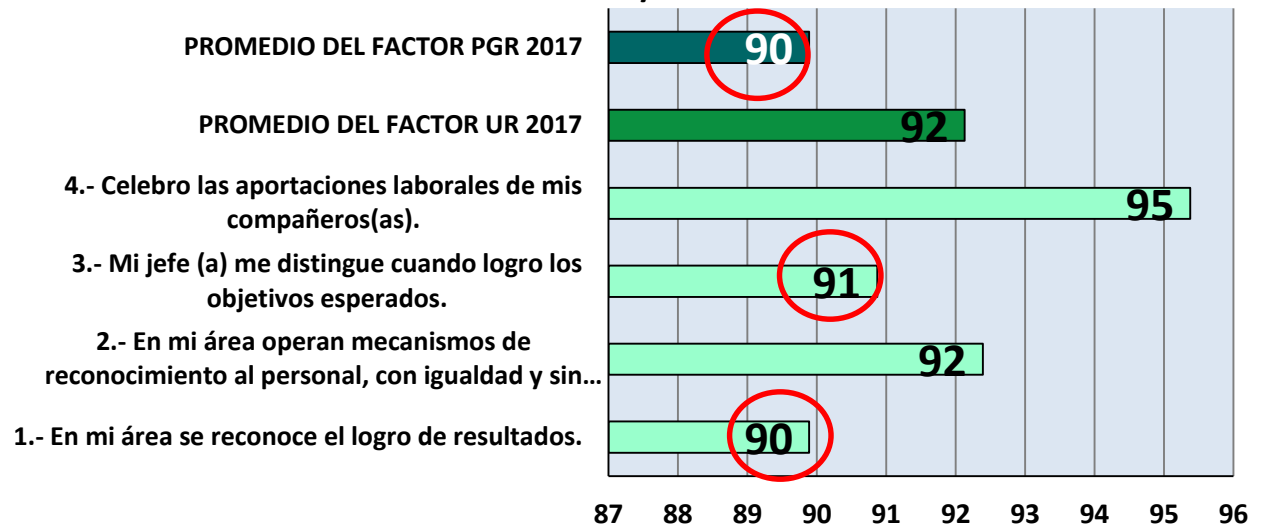 PROMEDIO DEL FACTOR PGR 2017
90
PROMEDIO DEL FACTOR UR 2017
92
4.- Celebro las aportaciones laborales de mis
compañeros(as).
95
3.- Mi jefe (a) me distingue cuando logro los
objetivos esperados.
91
2.- En mi área operan mecanismos de
reconocimiento al personal, con igualdad y sin…
92
1.- En mi área se reconoce el logro de resultados.
90
87 88 89 90 91 92 93 94 95 96